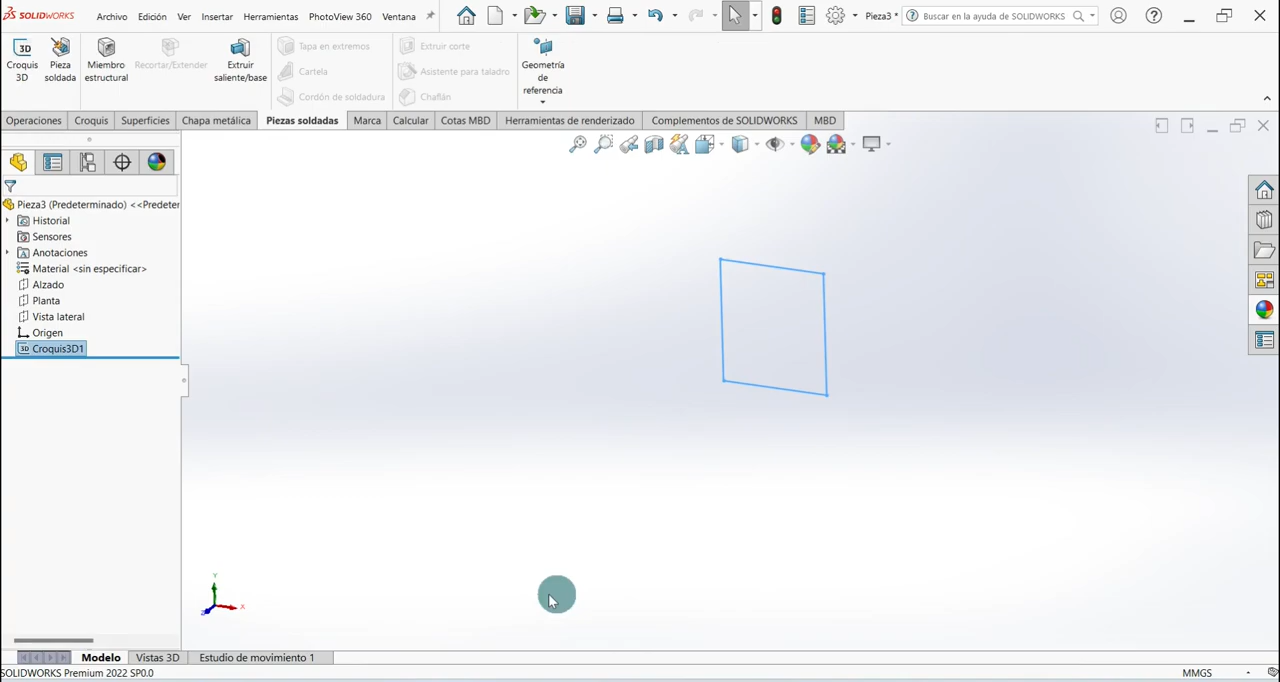 SOLIDWORKS
Archivo Edición Ver Insertar Herramientas PhotoView 360 Ventana
Pieza3 *
Buscar en la ayuda de SOLIDWORKS
Croquis 3D
Pieza soldada
Miembro estructural
Recortar/Extender
Extruir saliente/base
Tapa en extremos
Cartela
Cordón de soldadura
Extruir corte
Asistente para taladro
Chaflán
Geometría de referencia
Operaciones Croquis Superficies Chapa metálica Piezas soldadas Marca Calcular Cotas MBD Herramientas de renderizado Complementos de SOLIDWORKS MBD
Pieza3 (Predeterminado) <<Predeter
Historial
Sensores
Anotaciones
Material <sin especificar>
Alzado
Planta
Vista lateral
Origen
3D Croquis3D1
Y
X
Z
Modelo Vistas 3D Estudio de movimiento 1
SOLIDWORKS Premium 2022 SP0.0
MMGS